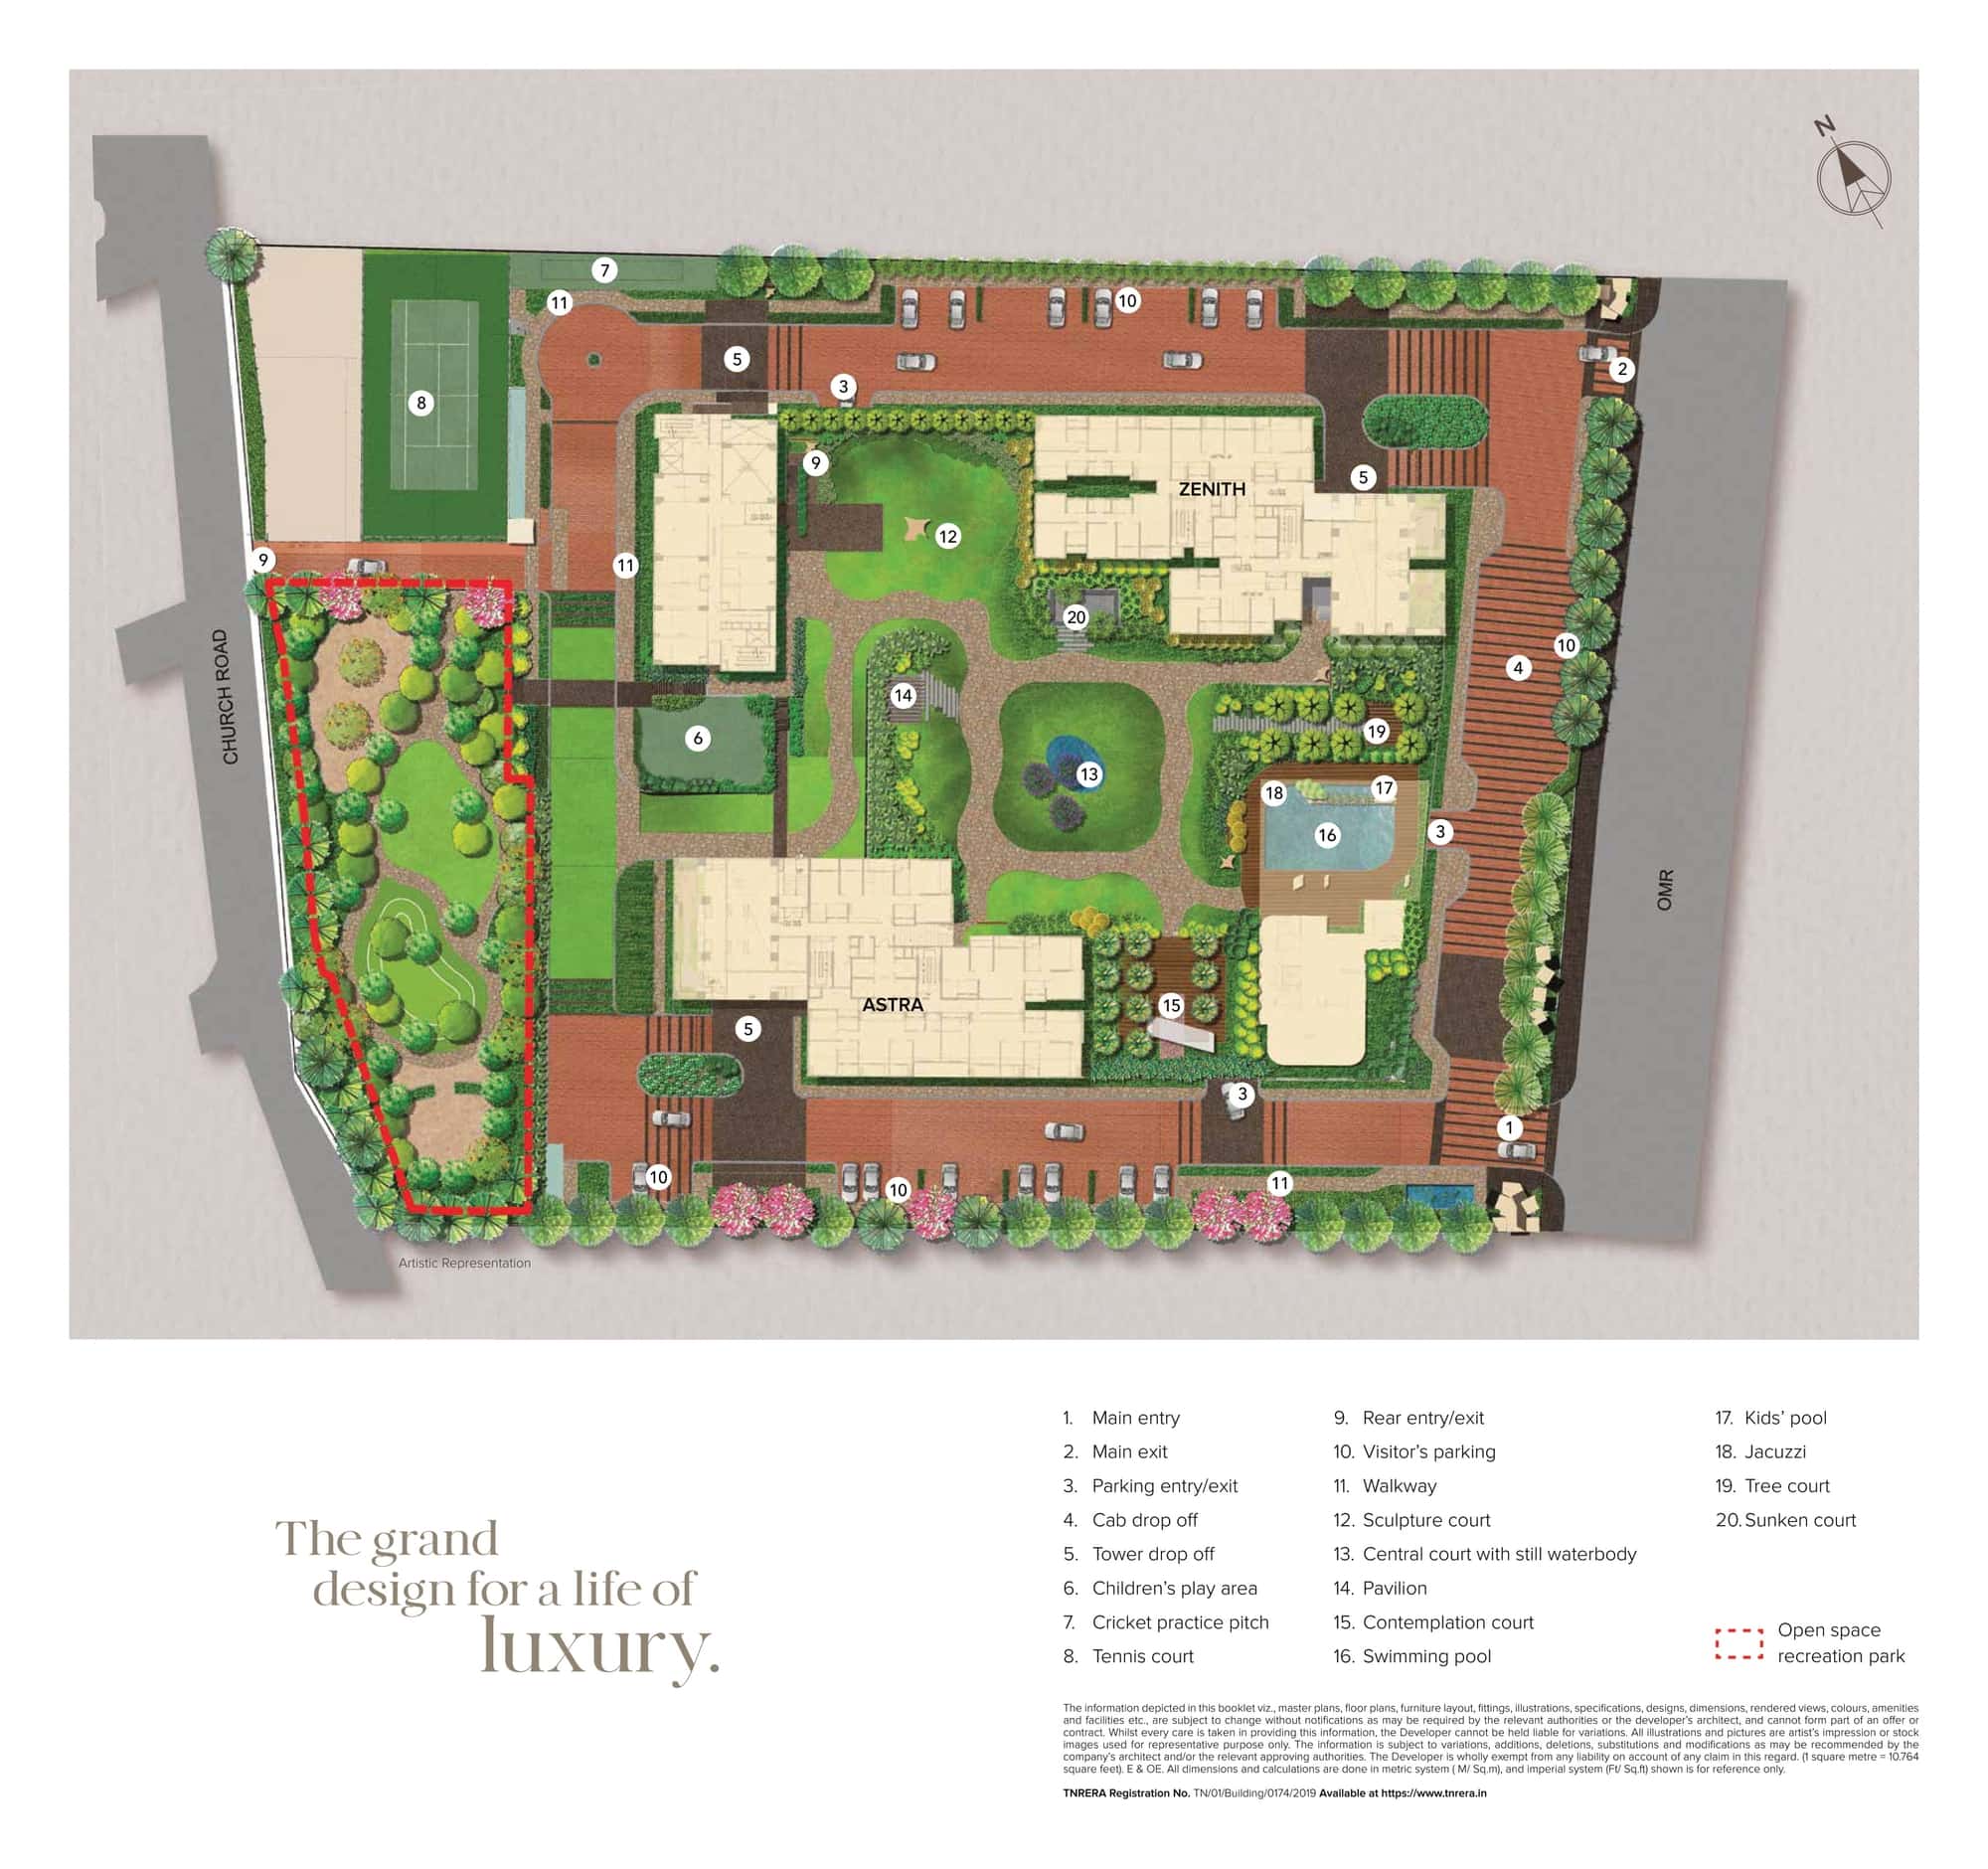 N
7
11
10
5
2
3
8
9
ZENITH
5
12
9
11
20
10
4
CHURCH ROAD
14
19
6
13
17
18
16
3
OMR
ASTRA
15
5
3
1
10
10
11
Artistic Representation
The grand
design for a life of
luxury.
1. Main entry
2. Main exit
3. Parking entry/exit
4. Cab drop off
5. Tower drop off
6. Children's play area
7. Cricket practice pitch
8. Tennis court
9. Rear entry/exit
10. Visitor's parking
11. Walkway
12. Sculpture court
13. Central court with still waterbody
14. Pavilion
15. Contemplation court
16. Swimming pool
17. Kids' pool
18. Jacuzzi
19. Tree court
20. Sunken court
Open space
recreation park
The information depicted in this booklet viz., master plans, floor plans, furniture layout, fittings, illustrations, specifications, designs, dimensions, rendered views, colours, amenities
and facilities etc., are subject to change without notifications as may be required by the relevant authorities or the developer's architect, and cannot form part of an offer or
contract. Whilst every care is taken in providing this information, the Developer cannot be held liable for variations. All illustrations and pictures are artist's impression or stock
images used for representative purpose only. The information is subject to variations, additions, deletions, substitutions and modifications as may be recommended by the
company's architect and/or the relevant approving authorities. The Developer is wholly exempt from any liability on account of any claim in this regard. (1 square metre = 10.764
square feet). E & OE. All dimensions and calculations are done in metric system ( M/ Sq.m), and imperial system (Ft/ Sq.ft) shown is for reference only.
TNRERA Registration No. TN/01/Building/0174/2019 Available at https://www.tnrera.in